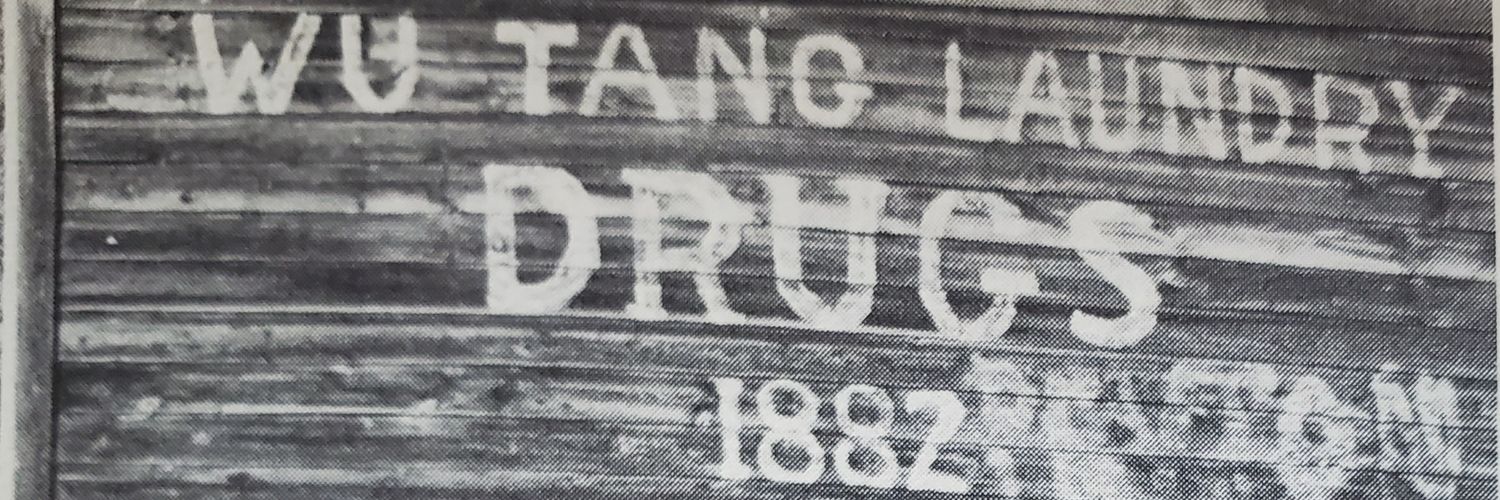 WU TANG LAUNDRY
DRUGS
1882